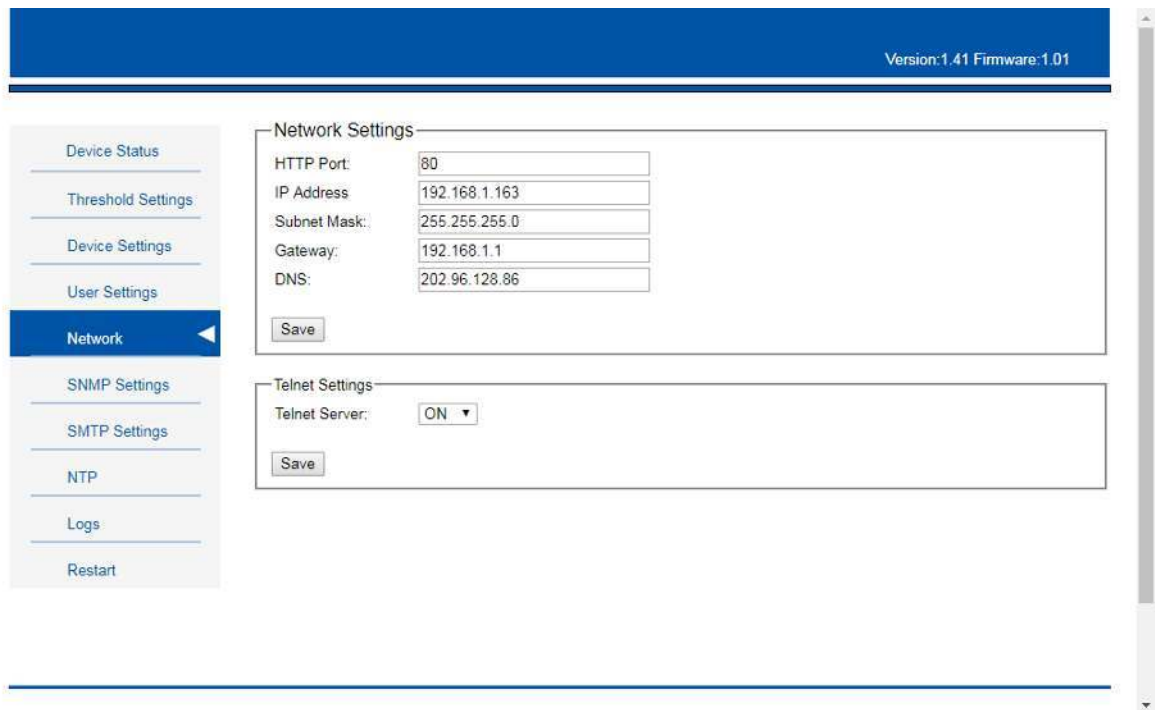 Version:1.41 Firmware:1.01
Device Status
Threshold Settings
Device Settings
User Settings
Network
SNMP Settings
SMTP Settings
NTP
Logs
Restart
Network Settings
HTTP Port: 80
IP Address 192.168.1.163
Subnet Mask: 255.255.255.0
Gateway: 192.168.1.1
DNS: 202.96.128.86
Save
Telnet Settings
Telnet Server: ON
Save